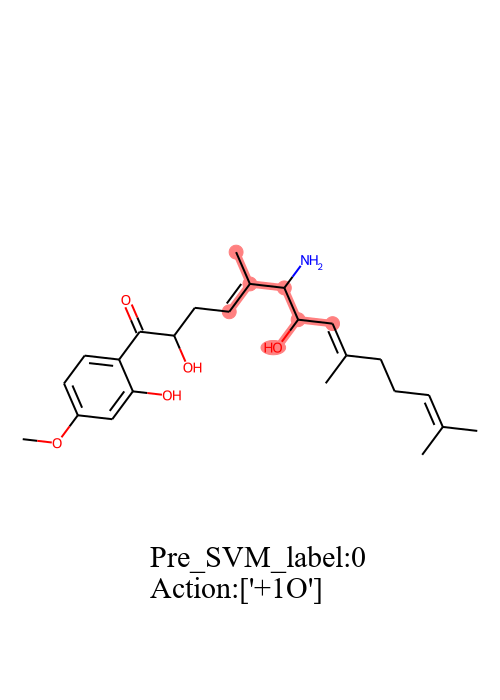 NH2
O
HO
OH
OH
O
Pre_SVM_label:0
Action:['+1O']